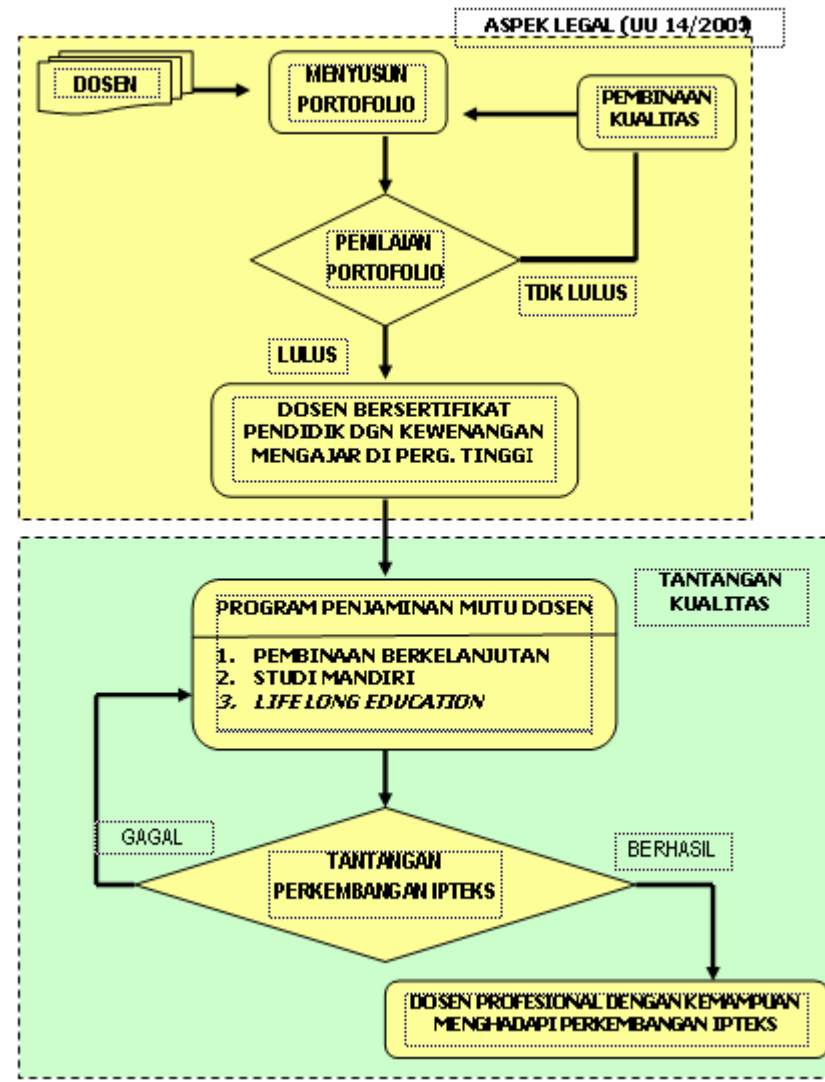 ASPEK LEGAL (UU
DOSEN
MENYUSUN
PORTOFOLIO
PEMBINAAN
KUALITAS
PENILAIAN
PORTOFOLIO
TDK LULUS
LULUS
DOSEN BERSERTIFIKAT
PENDIDIK DGN KEWENANGAN
MENGAJAR DI PERG. TINGGI
TANTANGAN
KUALITAS
PROGRAM PENJAMINAN MUTU DOSEN
1. PEMBINAAN BERKELANJUTAN
2. STUDI MANDIRI
3. LIFE LONG EDUCATION
GAGAL
BERHASIL
TANTANGAN
PERKEMBANGAN IPTEKS
DOSEN PROFESIONAL DENGAN KEMAMPUAN
MENGHADAPI PERKEMBANGAN IPTEKS